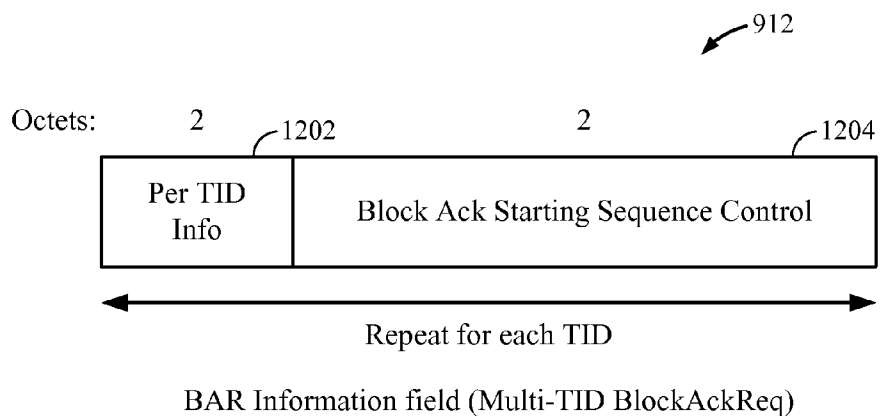 912
Octets: 2 2
1202 1204
Per TID
Info
Block Ack Starting Sequence Control
Repeat for each TID
BAR Information field (Multi-TID BlockAckReq)